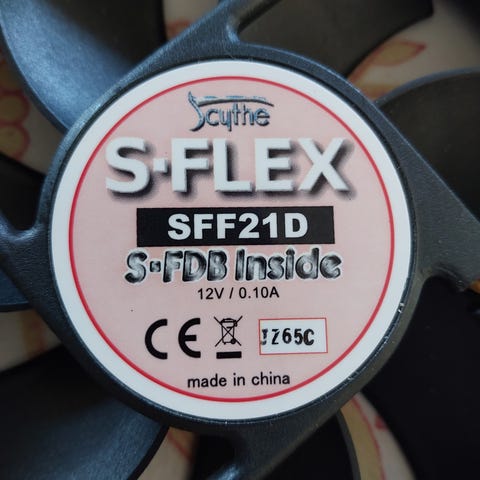 Scythe
S-FLEX
SFF21D
S-FDB Inside
12V / 0.10A
CE
JZ65C
made in china